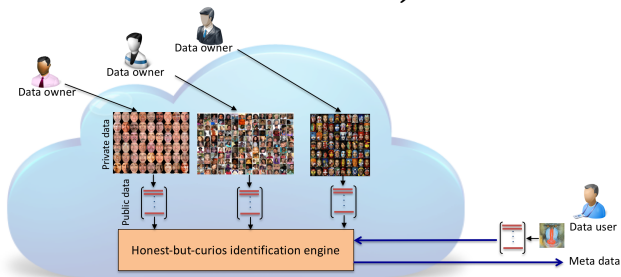 Data owner
Data owner
Data owner
Private data
Public data
Data user
Honest-but-curios identification engine
Meta data